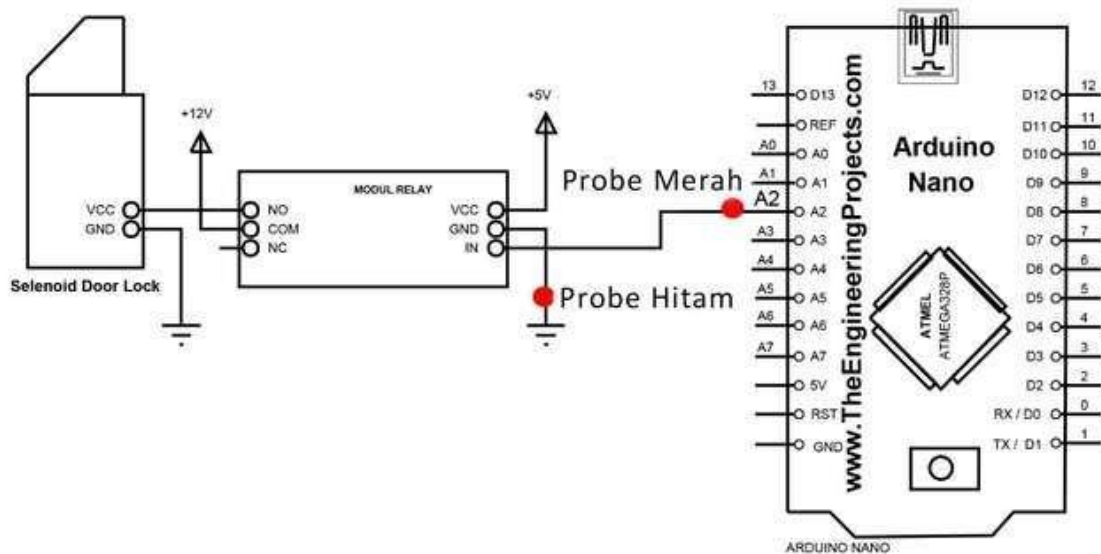 +12V
+5V
MODUL RELAY
VCC
GND
NO
COM
NC
VCC
GND
IN
Selenoid Door Lock
Probe Merah
Probe Hitam
13
A0
A1
A2
A3
A4
A5
A6
A7
D13
REF
A0
A1
A2
A3
A4
A5
A6
A7
5V
RST
GND
www.TheEngineeringProjects.com
Arduino
Nano
ATMEL
ATMEGA328P
D12
D11
D10
D9
D8
D7
D6
D5
D4
D3
D2
RX / D0
TX / D1
12
11
10
9
8
7
6
5
4
3
2
0
1
ARDUINO NANO